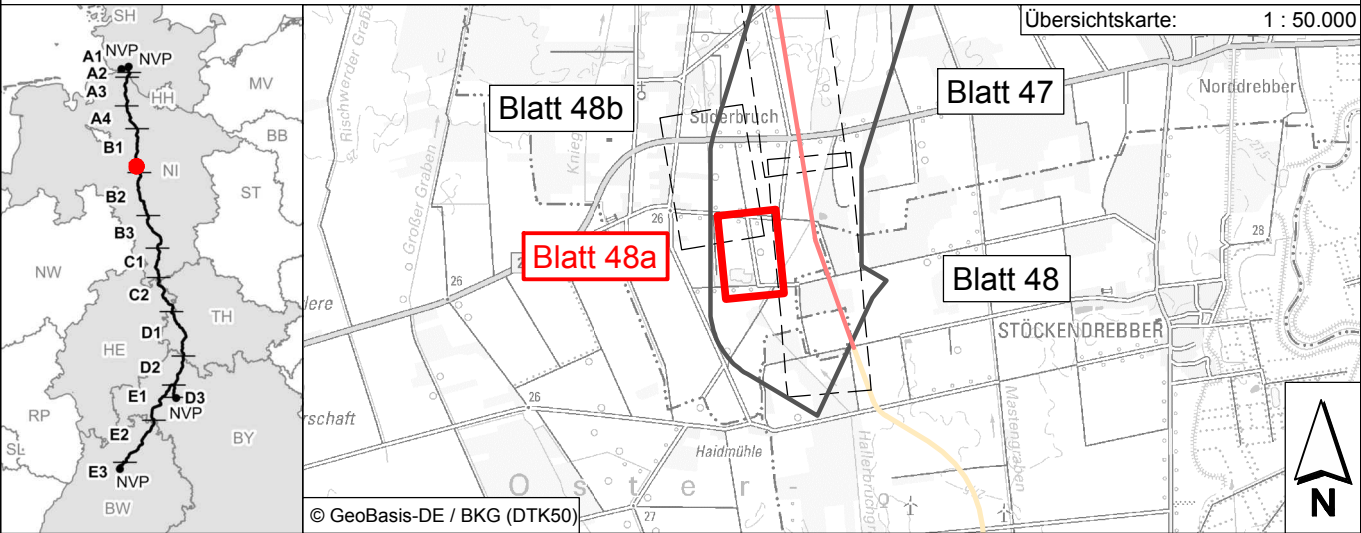 SH
A1
NVP
NVP
A2
A3
HH
MV
A4
BB
B1
NI
ST
B2
B3
NW
C1
C2
TH
D1
HE
D2
E1
D3
NVP
RP
E2
BY
SL
E3
NVP
BW
Übersichtskarte: 1 : 50.000
Rischwerder Graben
Großer Graben
Blatt 48b
Suderbruch
Blatt 47
Norddrebber
26
28
Blatt 48a
Blatt 48
26
STÖCKENDREBBER
26
Haidmühle
Mastengraben
O s t e r -
27
© GeoBasis-DE / BKG (DTK50)
N